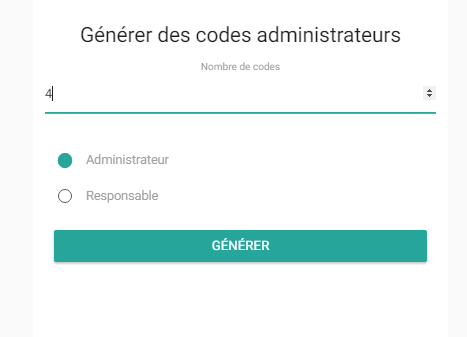 Générer des codes administrateurs
Nombre de codes
4
Administrateur
Responsable
GÉNÉRER